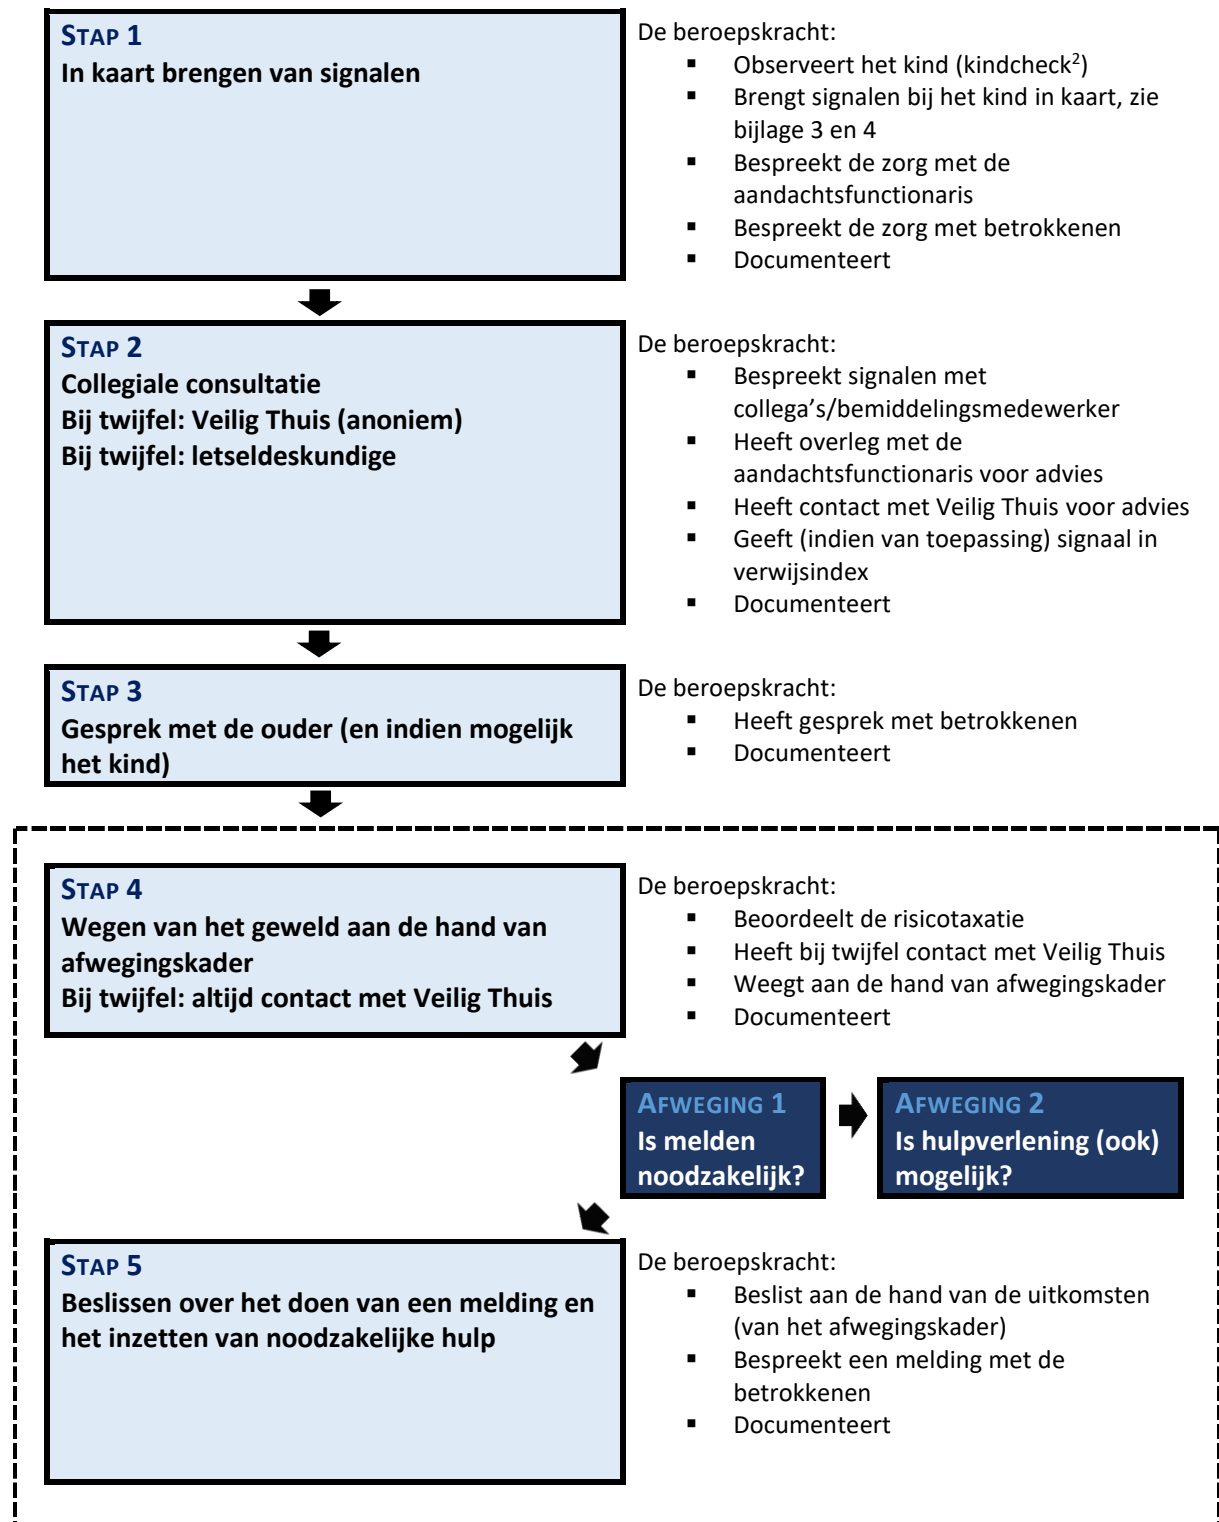 STAP 1
In kaart brengen van signalen
De beroepskracht:
▪ Observeert het kind (kindcheck²)
▪ Brengt signalen bij het kind in kaart, zie
bijlage 3 en 4
▪ Bespreekt de zorg met de
aandachtsfunctionaris
▪ Bespreekt de zorg met betrokkenen
▪ Documenteert
STAP 2
Collegiale consultatie
Bij twijfel: Veilig Thuis (anoniem)
Bij twijfel: letseldeskundige
De beroepskracht:
▪ Bespreekt signalen met
collega’s/bemiddelingsmedewerker
▪ Heeft overleg met de
aandachtsfunctionaris voor advies
▪ Heeft contact met Veilig Thuis voor advies
▪ Geeft (indien van toepassing) signaal in
verwijsindex
▪ Documenteert
STAP 3
Gesprek met de ouder (en indien mogelijk
het kind)
De beroepskracht:
▪ Heeft gesprek met betrokkenen
▪ Documenteert
STAP 4
Wegen van het geweld aan de hand van
afwegingskader
Bij twijfel: altijd contact met Veilig Thuis
De beroepskracht:
▪ Beoordeelt de risicotaxatie
▪ Heeft bij twijfel contact met Veilig Thuis
▪ Weegt aan de hand van afwegingskader
▪ Documenteert
AFWEGING 1
Is melden
noodzakelijk?
AFWEGING 2
Is hulpverlening (ook)
mogelijk?
STAP 5
Beslissen over het doen van een melding en
het inzetten van noodzakelijke hulp
De beroepskracht:
▪ Beslist aan de hand van de uitkomsten
(van het afwegingskader)
▪ Bespreekt een melding met de
betrokkenen
▪ Documenteert